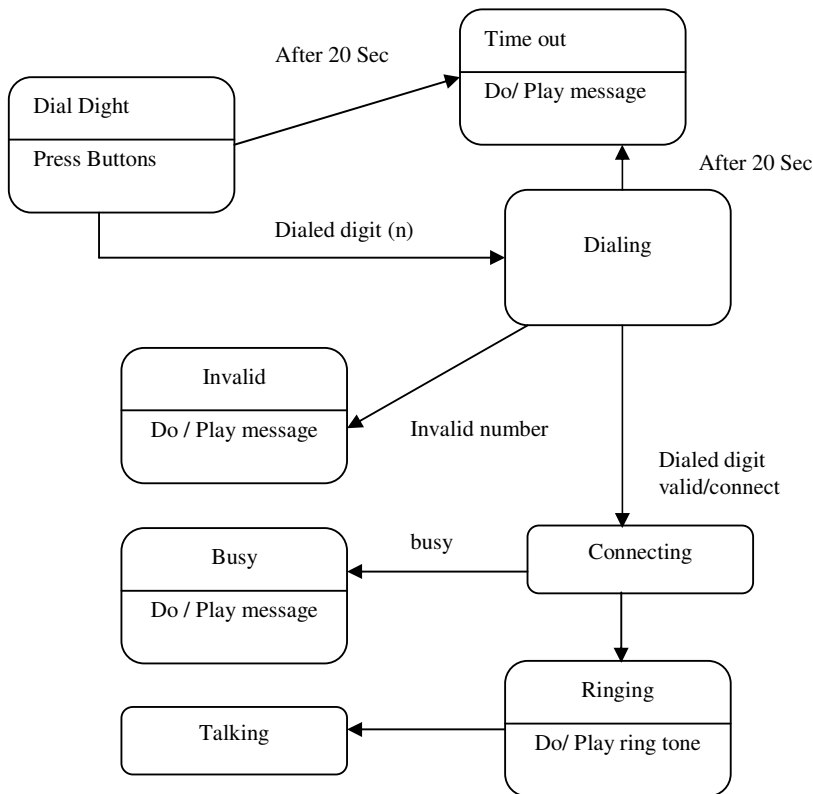 Time out
After 20 Sec
Do/ Play message
Dial Dight
Press Buttons
After 20 Sec
Dialed digit (n)
Dialing
Invalid
Do / Play message
Invalid number
Dialed digit
valid/connect
Busy
busy
Connecting
Do / Play message
Ringing
Talking
Do/ Play ring tone